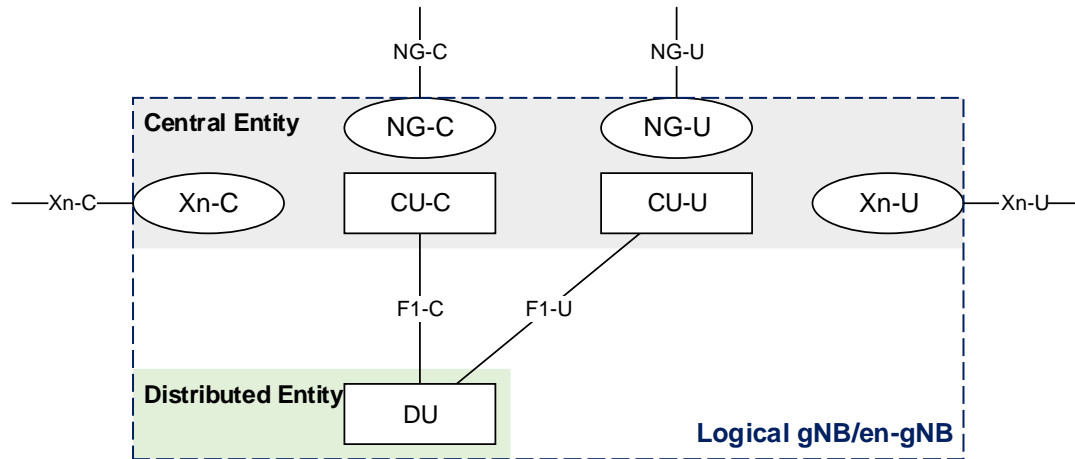 NG-C
NG-U
Central Entity
NG-C
NG-U
Xn-C
Xn-C
CU-C
CU-U
Xn-U
Xn-U
F1-C
F1-U
Distributed Entity
DU
Logical gNB/en-gNB